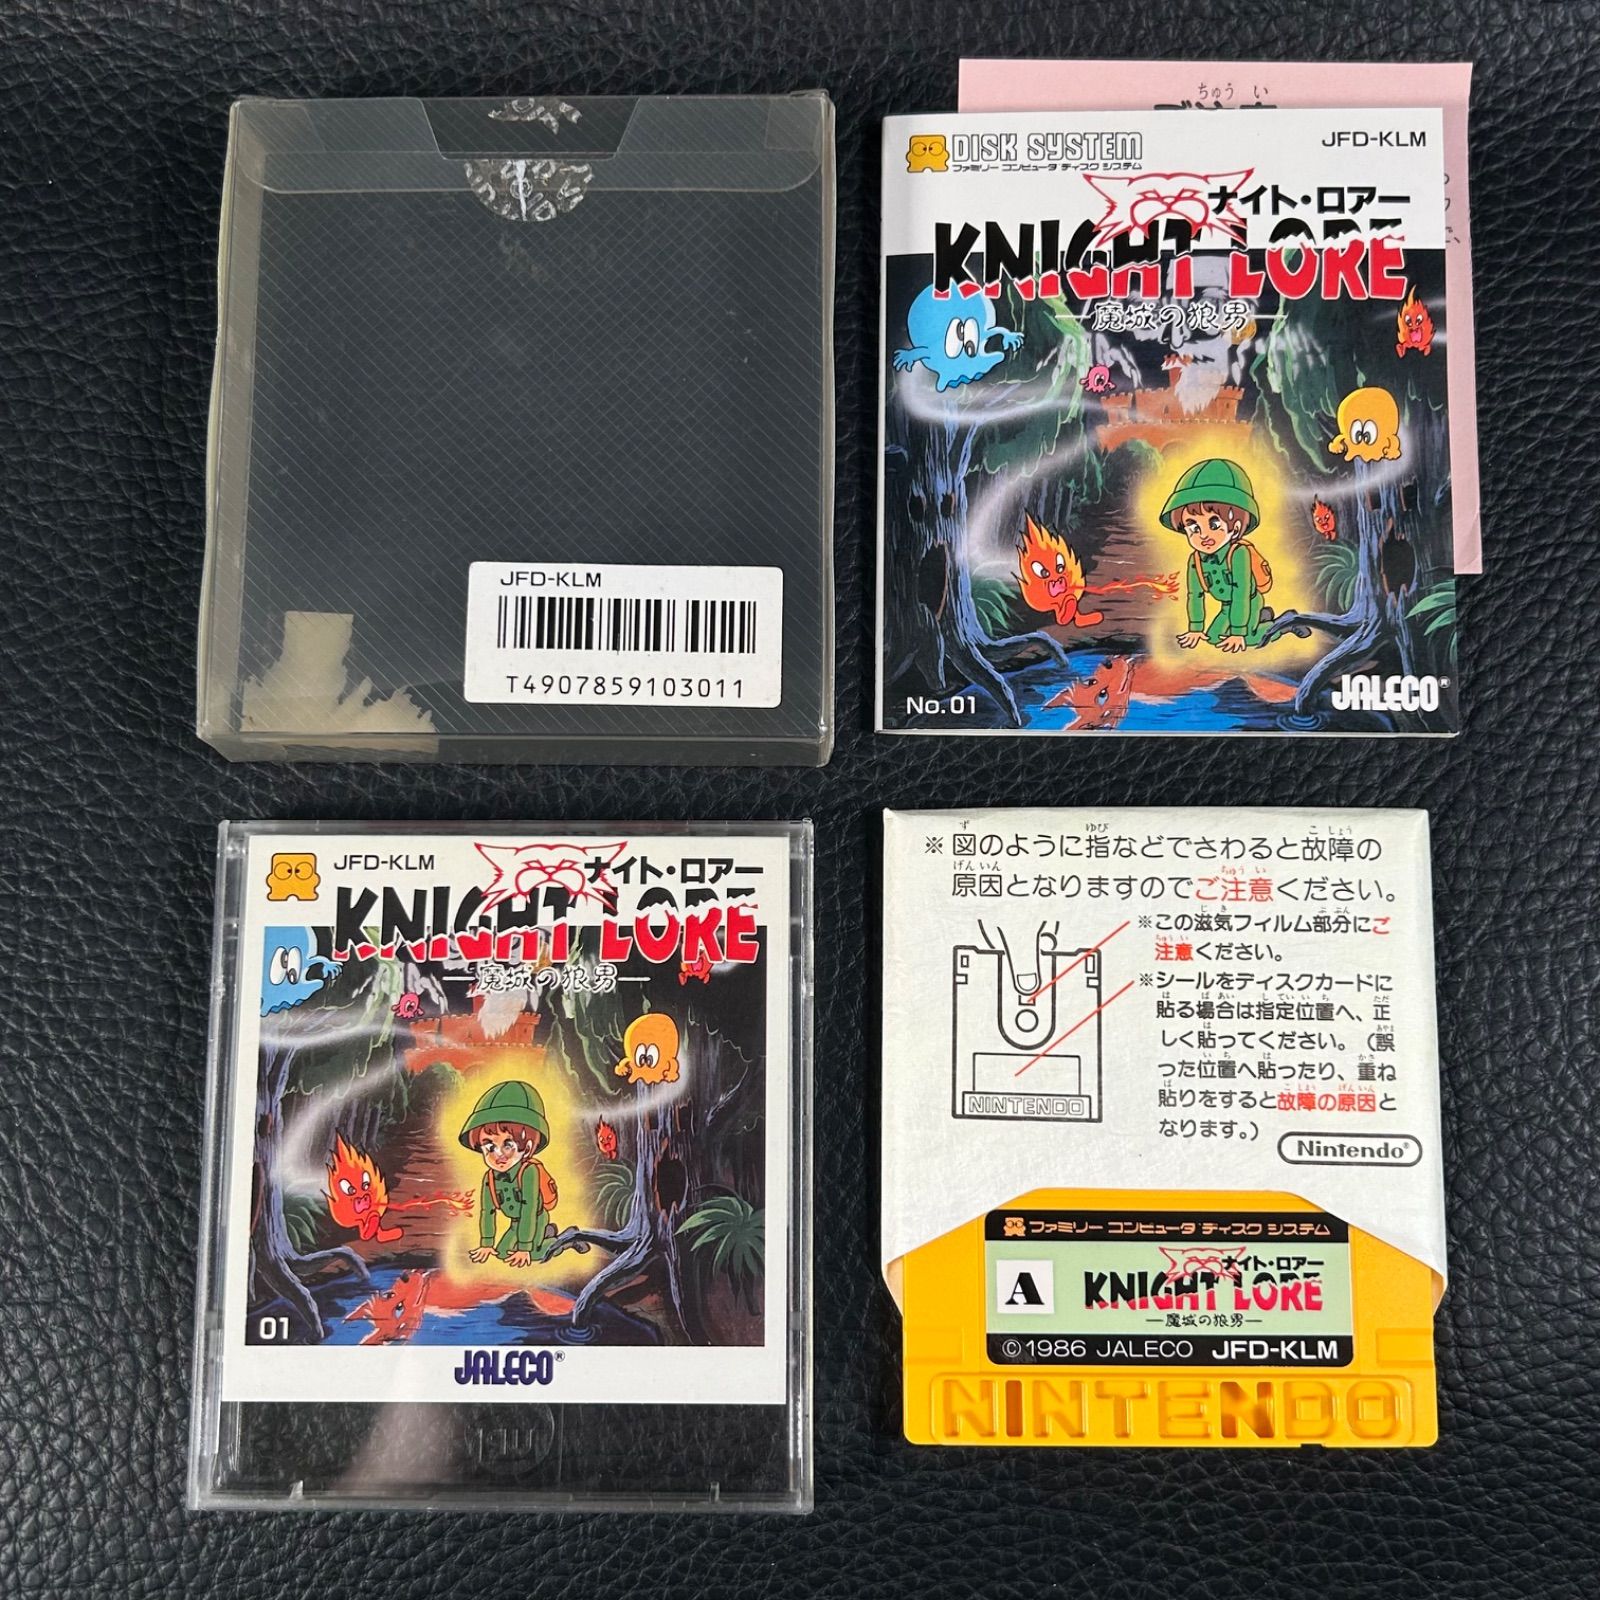 JFD-KLM
T4907859103011
ちゅう い
DISK SYSTEM
ファミリー コンピュータ ディスク システム
JFD-KLM
ナイト・ロアー
KNIGHT LORE
魔城の狼男
No.01
JALECO®
JFD-KLM
ナイト・ロアー
KNIGHT LORE
魔城の狼男
01
JALECO®
※図のように指などでさわると故障の
原因となりますのでご注意ください。
※この滋気フィルム部分にご
注意ください。
※シールをディスクカードに
貼る場合は指定位置へ、正
しく貼ってください。(誤
った位置へ貼ったり、重ね
貼りをすると故障の原因と
なります。)
NINTENDO
Nintendo®
ファミリー コンピュータ ディスク システム
A
ナイト・ロアー
KNIGHT LORE
魔城の狼男
©1986 JALECO JFD-KLM
NINTENDO